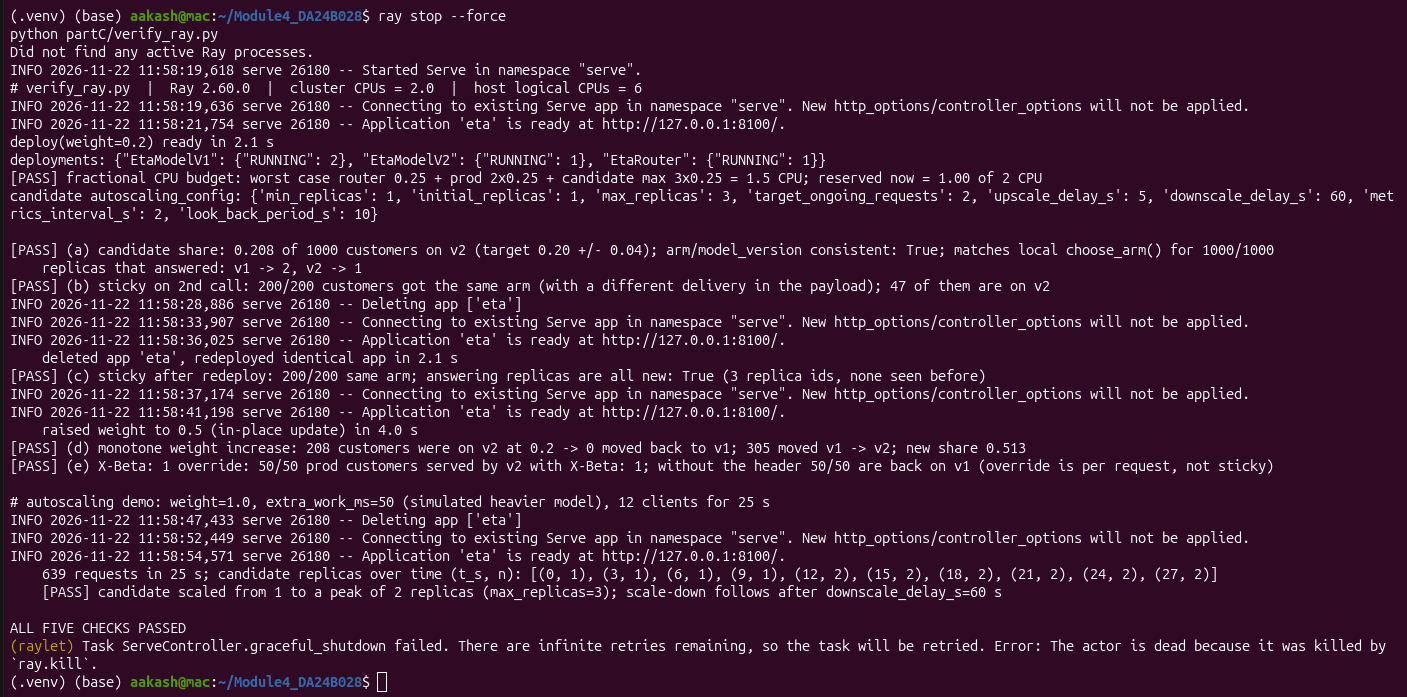 (.venv) (base) aakash@mac:~/Module4_DA24B028$ ray stop --force
python partC/verify_ray.py
Did not find any active Ray processes.
INFO 2026-11-22 11:58:19,618 serve 26180 -- Started Serve in namespace "serve".
# verify_ray.py  |  Ray 2.60.0  |  cluster CPUs = 2.0  |  host logical CPUs = 6
INFO 2026-11-22 11:58:19,636 serve 26180 -- Connecting to existing Serve app in namespace "serve". New http_options/controller_options will not be applied.
INFO 2026-11-22 11:58:21,754 serve 26180 -- Application 'eta' is ready at http://127.0.0.1:8100/.
deploy(weight=0.2) ready in 2.1 s
deployments: {"EtaModelV1": {"RUNNING": 2}, "EtaModelV2": {"RUNNING": 1}, "EtaRouter": {"RUNNING": 1}}
[PASS] fractional CPU budget: worst case router 0.25 + prod 2x0.25 + candidate max 3x0.25 = 1.5 CPU; reserved now = 1.00 of 2 CPU
candidate autoscaling_config: {'min_replicas': 1, 'initial_replicas': 1, 'max_replicas': 3, 'target_ongoing_requests': 2, 'upscale_delay_s': 5, 'downscale_delay_s': 60, 'met
rics_interval_s': 2, 'look_back_period_s': 10}
[PASS] (a) candidate share: 0.208 of 1000 customers on v2 (target 0.20 +/- 0.04); arm/model_version consistent: True; matches local choose_arm() for 1000/1000
    replicas that answered: v1 -> 2, v2 -> 1
[PASS] (b) sticky on 2nd call: 200/200 customers got the same arm (with a different delivery in the payload); 47 of them are on v2
INFO 2026-11-22 11:58:28,886 serve 26180 -- Deleting app ['eta']
INFO 2026-11-22 11:58:33,907 serve 26180 -- Connecting to existing Serve app in namespace "serve". New http_options/controller_options will not be applied.
INFO 2026-11-22 11:58:36,025 serve 26180 -- Application 'eta' is ready at http://127.0.0.1:8100/.
    deleted app 'eta', redeployed identical app in 2.1 s
[PASS] (c) sticky after redeploy: 200/200 same arm; answering replicas are all new: True (3 replica ids, none seen before)
INFO 2026-11-22 11:58:37,174 serve 26180 -- Connecting to existing Serve app in namespace "serve". New http_options/controller_options will not be applied.
INFO 2026-11-22 11:58:41,198 serve 26180 -- Application 'eta' is ready at http://127.0.0.1:8100/.
    raised weight to 0.5 (in-place update) in 4.0 s
[PASS] (d) monotone weight increase: 208 customers were on v2 at 0.2 -> 0 moved back to v1; 305 moved v1 -> v2; new share 0.513
[PASS] (e) X-Beta: 1 override: 50/50 prod customers served by v2 with X-Beta: 1; without the header 50/50 are back on v1 (override is per request, not sticky)
# autoscaling demo: weight=1.0, extra_work_ms=50 (simulated heavier model), 12 clients for 25 s
INFO 2026-11-22 11:58:47,433 serve 26180 -- Deleting app ['eta']
INFO 2026-11-22 11:58:52,449 serve 26180 -- Connecting to existing Serve app in namespace "serve". New http_options/controller_options will not be applied.
INFO 2026-11-22 11:58:54,571 serve 26180 -- Application 'eta' is ready at http://127.0.0.1:8100/.
    639 requests in 25 s; candidate replicas over time (t_s, n): [(0, 1), (3, 1), (6, 1), (9, 1), (12, 2), (15, 2), (18, 2), (21, 2), (24, 2), (27, 2)]
    [PASS] candidate scaled from 1 to a peak of 2 replicas (max_replicas=3); scale-down follows after downscale_delay_s=60 s
ALL FIVE CHECKS PASSED
(raylet) Task ServeController.graceful_shutdown failed. There are infinite retries remaining, so the task will be retried. Error: The actor is dead because it was killed by
`ray.kill`.
(.venv) (base) aakash@mac:~/Module4_DA24B028$